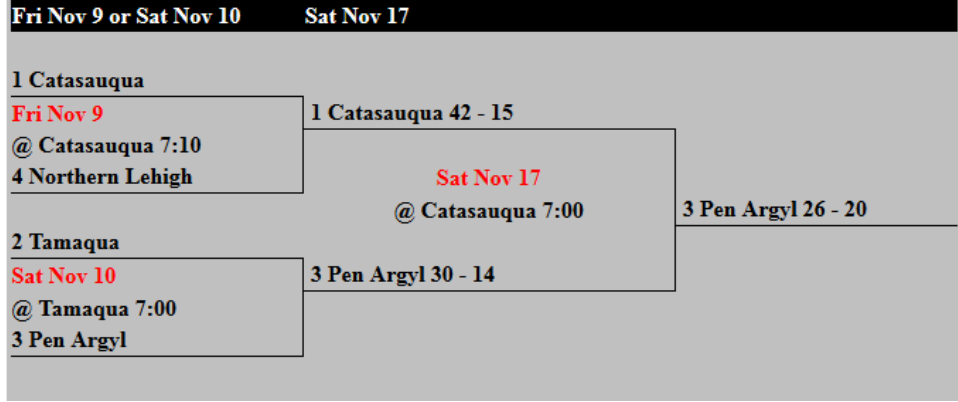 Fri Nov 9 or Sat Nov 10 Sat Nov 17
1 Catasauqua
Fri Nov 9
@ Catasauqua 7:10
4 Northern Lehigh
1 Catasauqua 42 - 15
2 Tamaqua
Sat Nov 10
@ Tamaqua 7:00
3 Pen Argyl
3 Pen Argyl 30 - 14
Sat Nov 17
@ Catasauqua 7:00
3 Pen Argyl 26 - 20